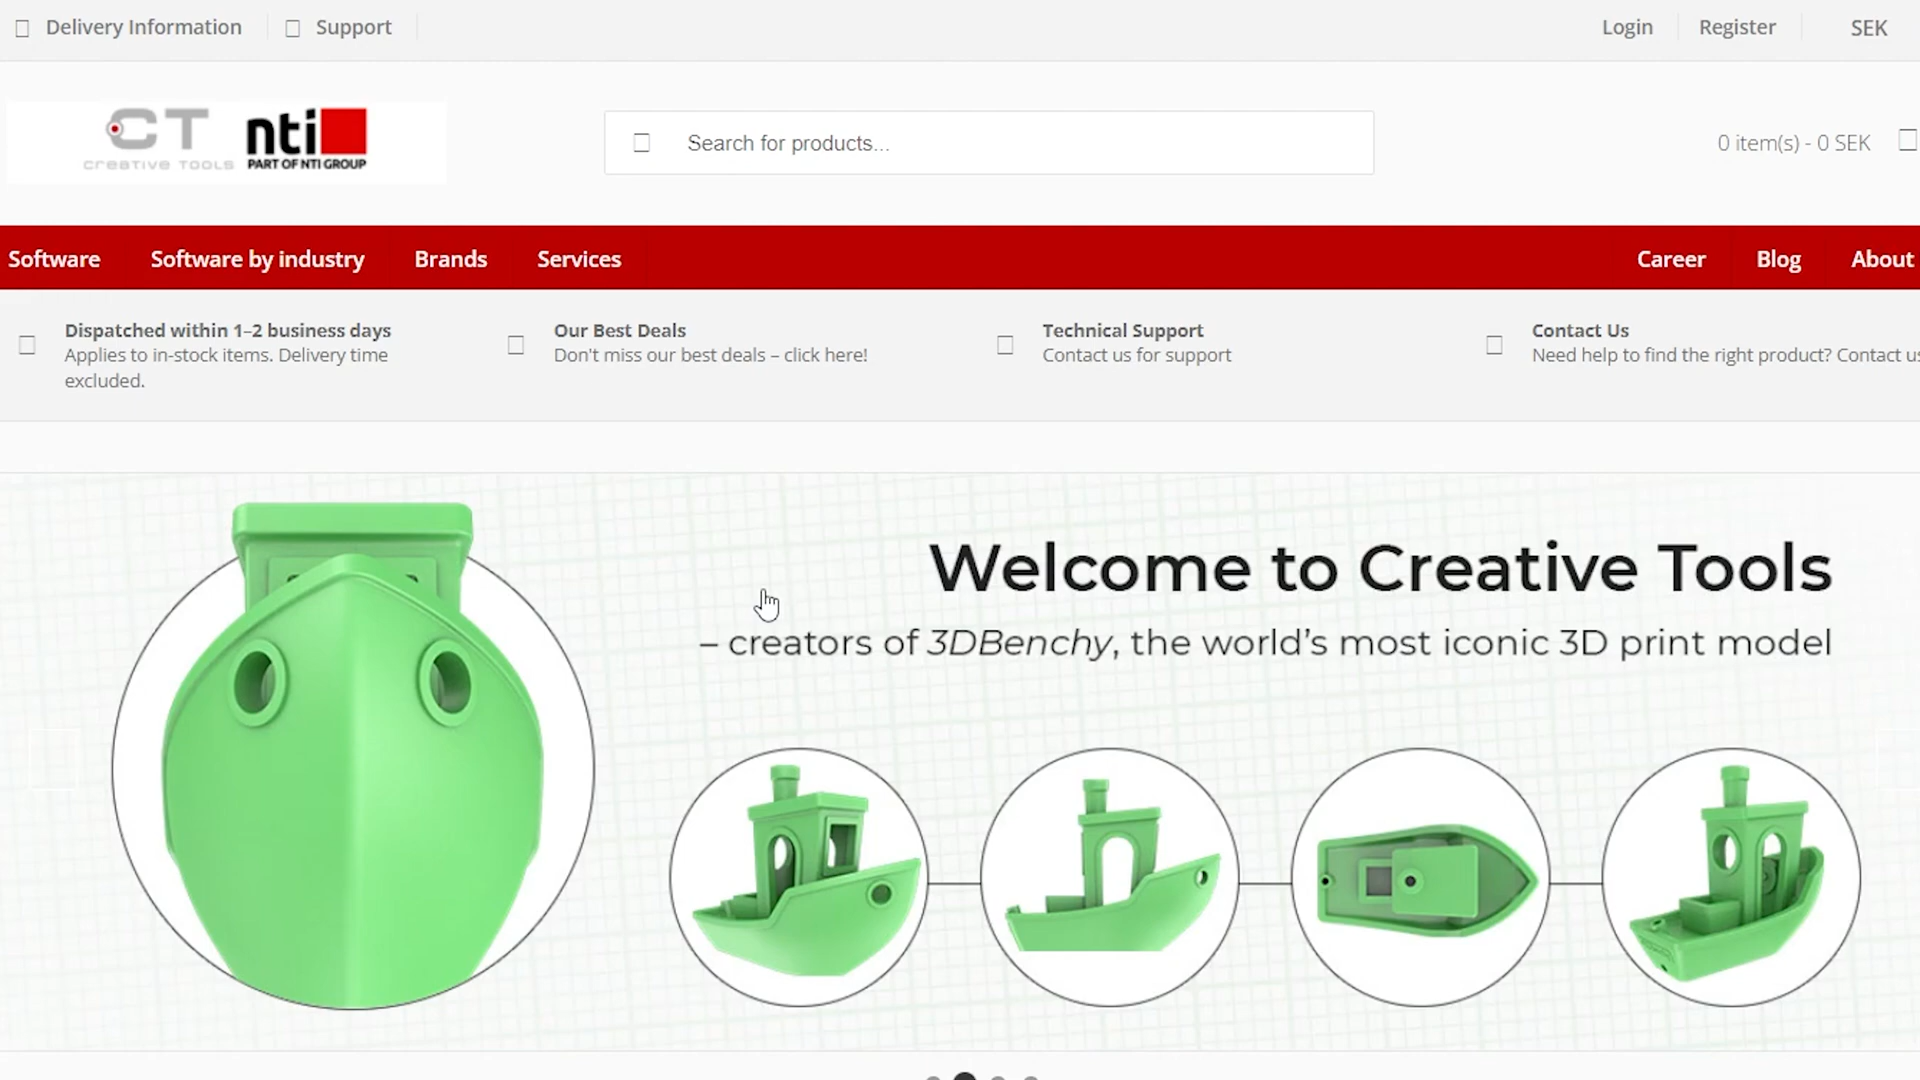 Delivery Information
Support
Login
Register
SEK
CT
creative tools
nti
PART OF NTI GROUP
Search for products...
0 item(s) - 0 SEK
Software
Software by industry
Brands
Services
Career
Blog
About
Dispatched within 1–2 business days
Applies to in-stock items. Delivery time
excluded.
Our Best Deals
Don't miss our best deals – click here!
Technical Support
Contact us for support
Contact Us
Need help to find the right product? Contact us
Welcome to Creative Tools
– creators of 3DBenchy, the world's most iconic 3D print model